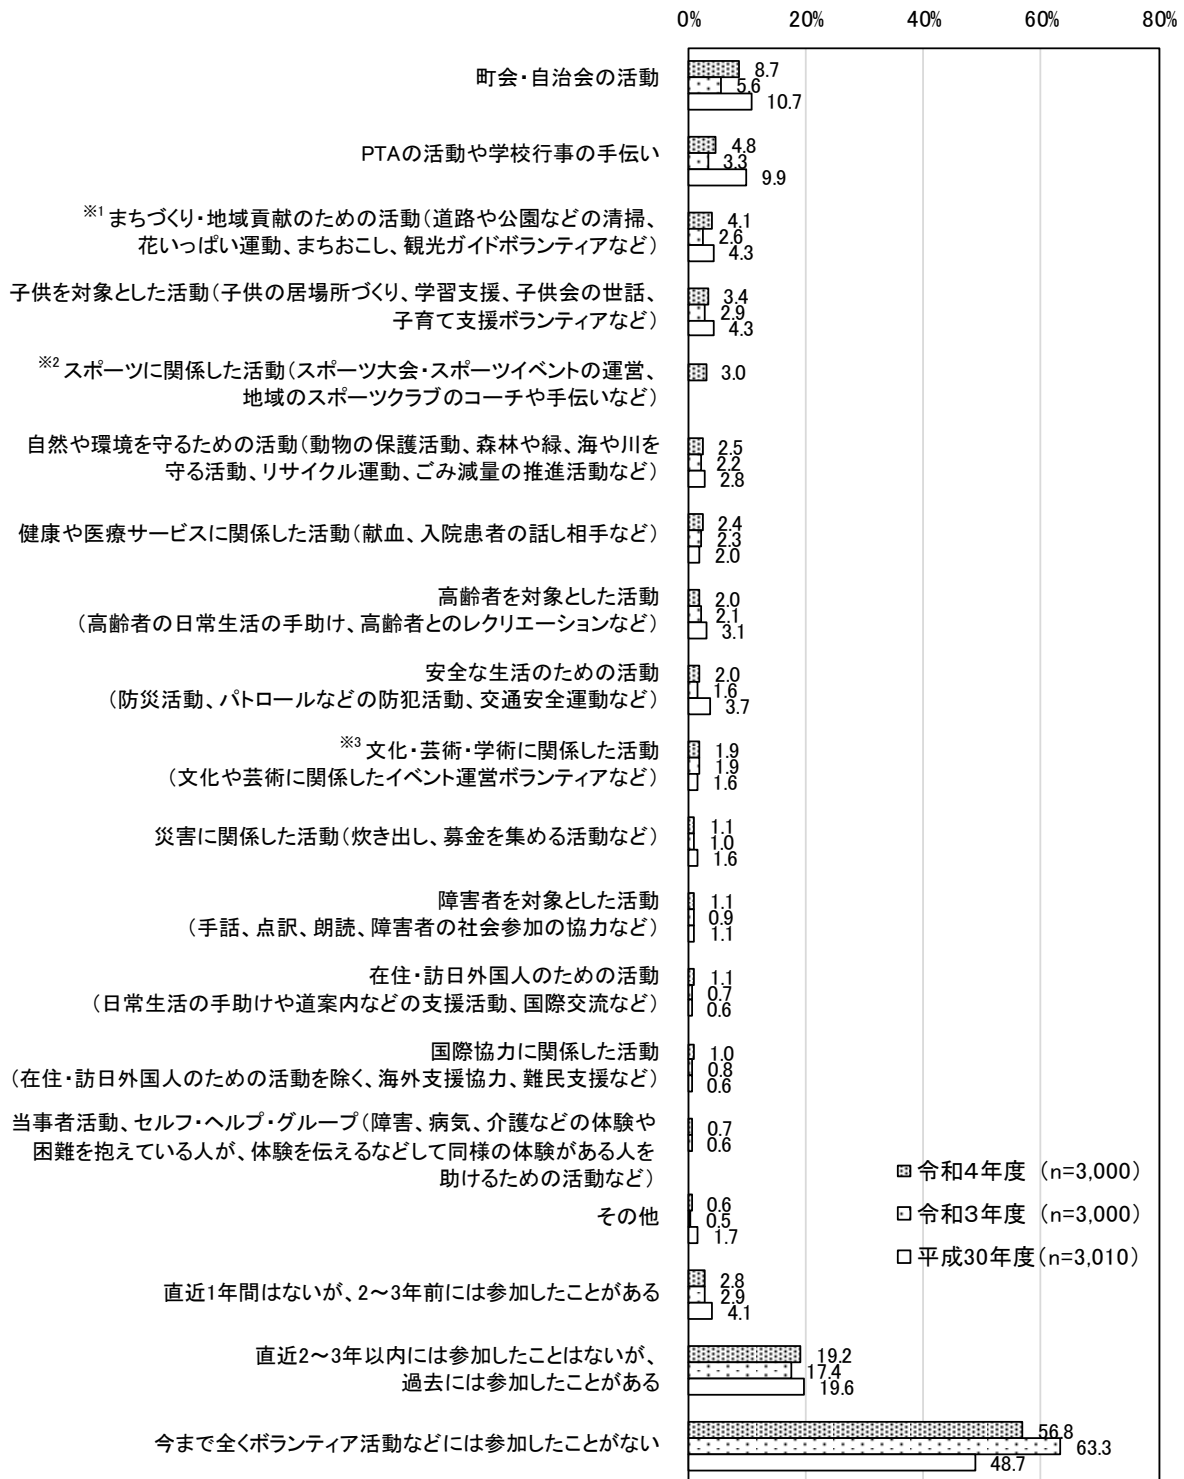 0% 20% 40% 60% 80%
町会・自治会の活動
8.7
5.6
10.7
PTAの活動や学校行事の手伝い
4.8
3.3
9.9
※1 まちづくり・地域貢献のための活動（道路や公園などの清掃、
花いっぱい運動、まちおこし、観光ガイドボランティアなど）
4.1
2.6
4.3
子供を対象とした活動（子供の居場所づくり、学習支援、子供会の世話、
子育て支援ボランティアなど）
3.4
2.9
4.3
※2 スポーツに関係した活動（スポーツ大会・スポーツイベントの運営、
地域のスポーツクラブのコーチや手伝いなど）
3.0
自然や環境を守るための活動（動物の保護活動、森林や緑、海や川を
守る活動、リサイクル運動、ごみ減量の推進活動など）
2.5
2.2
2.8
健康や医療サービスに関係した活動（献血、入院患者の話し相手など）
2.4
2.3
2.0
高齢者を対象とした活動
（高齢者の日常生活の手助け、高齢者とのレクリエーションなど）
2.0
2.1
3.1
安全な生活のための活動
（防災活動、パトロールなどの防犯活動、交通安全運動など）
2.0
1.6
3.7
※3 文化・芸術・学術に関係した活動
（文化や芸術に関係したイベント運営ボランティアなど）
1.9
1.9
1.6
災害に関係した活動（炊き出し、募金を集める活動など）
1.1
1.0
1.6
障害者を対象とした活動
（手話、点訳、朗読、障害者の社会参加の協力など）
1.1
0.9
1.1
在住・訪日外国人のための活動
（日常生活の手助けや道案内などの支援活動、国際交流など）
1.1
0.7
0.6
国際協力に関係した活動
（在住・訪日外国人のための活動を除く、海外支援協力、難民支援など）
1.0
0.8
0.6
当事者活動、セルフ・ヘルプ・グループ（障害、病気、介護などの体験や
困難を抱えている人が、体験を伝えるなどして同様の体験がある人を
助けるための活動など）
0.7
0.6
その他
0.6
0.5
1.7
直近1年間はないが、2～3年前には参加したことがある
2.8
2.9
4.1
直近2～3年以内には参加したことはないが、
過去には参加したことがある
19.2
17.4
19.6
今まで全くボランティア活動などには参加したことがない
56.8
63.3
48.7
令和４年度 （n=3,000）
令和３年度 （n=3,000）
平成30年度（n=3,010）